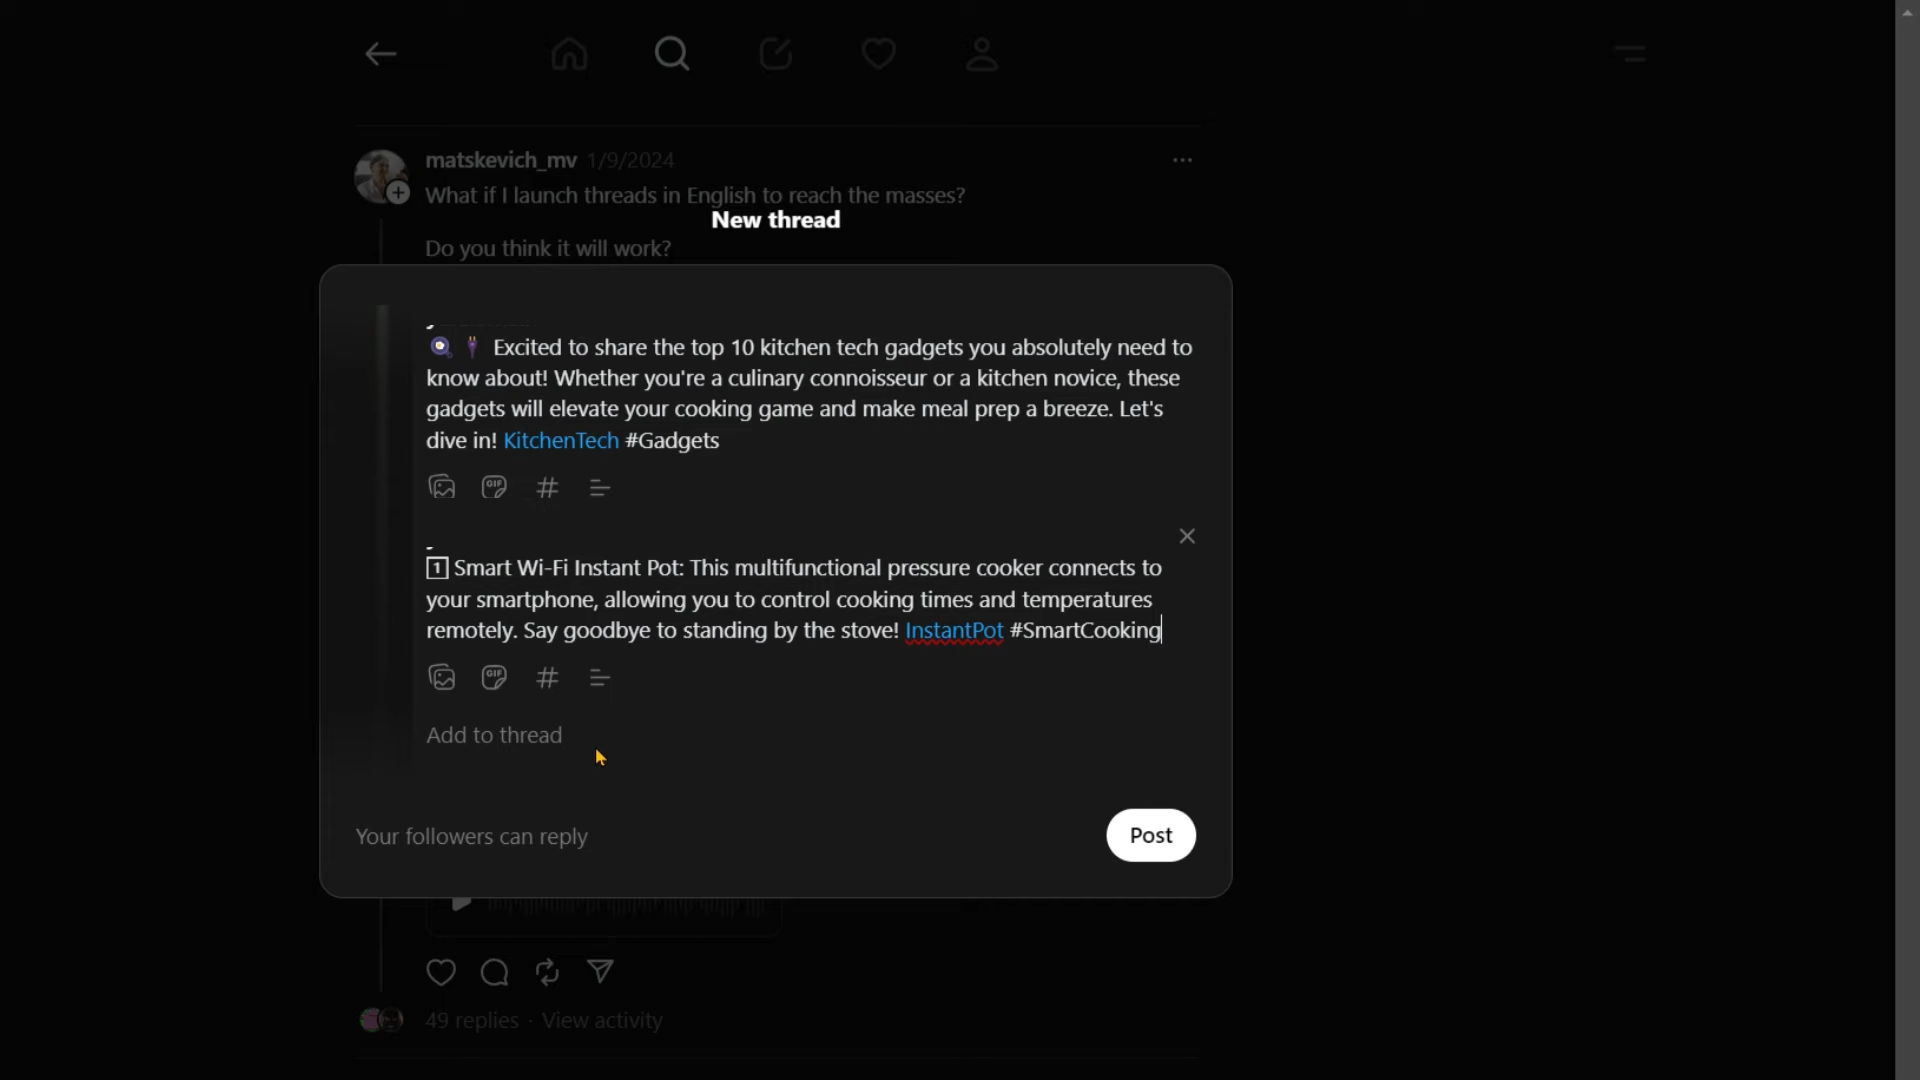 matskevich_mv 1/9/2024
What if I launch threads in English to reach the masses?
New thread
Do you think it will work?
🍳🔌 Excited to share the top 10 kitchen tech gadgets you absolutely need to
know about! Whether you're a culinary connoisseur or a kitchen novice, these
gadgets will elevate your cooking game and make meal prep a breeze. Let's
dive in! KitchenTech #Gadgets
GIF
1️⃣ Smart Wi-Fi Instant Pot: This multifunctional pressure cooker connects to
your smartphone, allowing you to control cooking times and temperatures
remotely. Say goodbye to standing by the stove! InstantPot #SmartCooking
GIF
Add to thread
Your followers can reply
Post
49 replies · View activity